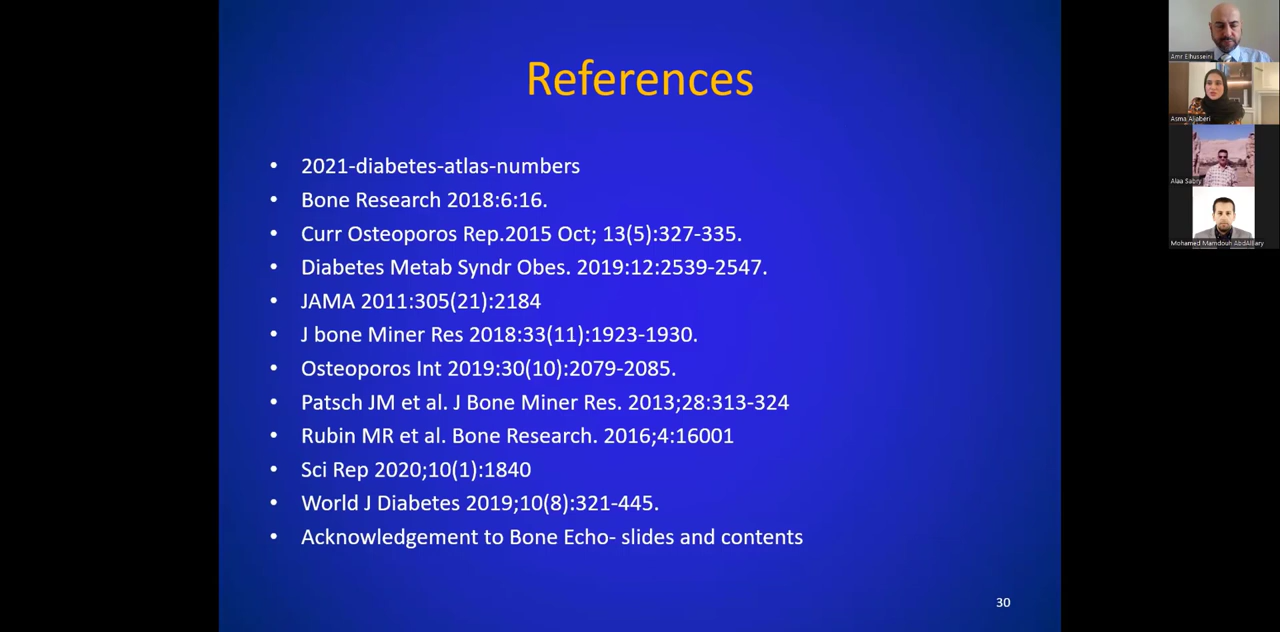 References
• 2021-diabetes-atlas-numbers
• Bone Research 2018:6:16.
• Curr Osteoporos Rep.2015 Oct; 13(5):327-335.
• Diabetes Metab Syndr Obes. 2019:12:2539-2547.
• JAMA 2011:305(21):2184
• J bone Miner Res 2018:33(11):1923-1930.
• Osteoporos Int 2019:30(10):2079-2085.
• Patsch JM et al. J Bone Miner Res. 2013;28:313-324
• Rubin MR et al. Bone Research. 2016;4:16001
• Sci Rep 2020;10(1):1840
• World J Diabetes 2019;10(8):321-445.
• Acknowledgement to Bone Echo- slides and contents
30
Amr Elhusseini
Asma Aljaberi
Alaa Sabry
Mohamed Mamdouh AbdAlBary